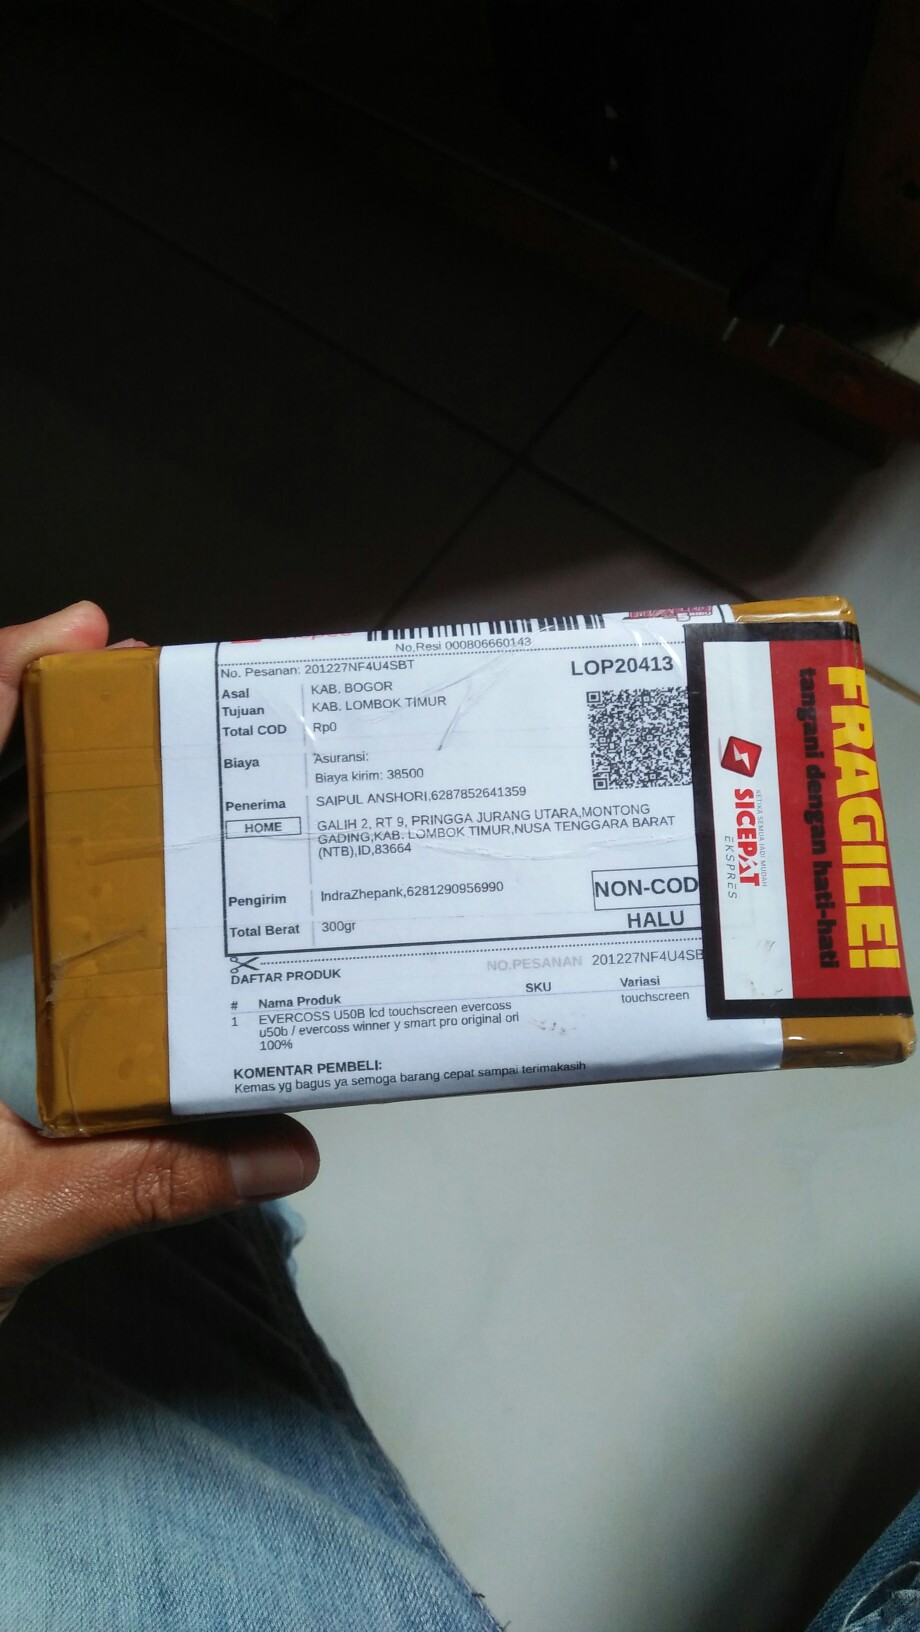 No,Resi 000806660143
No. Pesanan: 201227NF4U4SBT
LOP20413
Asal KAB. BOGOR
Tujuan KAB. LOMBOK TIMUR
Total COD Rp0
Biaya Asuransi:
Biaya kirim: 38500
Penerima SAIPUL ANSHORI,6287852641359
HOME GALIH 2, RT 9, PRINGGA JURANG UTARA,MONTONG
GADING,KAB. LOMBOK TIMUR,NUSA TENGGARA BARAT
(NTB),ID,83664
Pengirim IndraZhepank,6281290956990
NON-COD
Total Berat 300gr
HALU
NO.PESANAN 201227NF4U4SB
DAFTAR PRODUK
# Nama Produk SKU Variasi
1 EVERCOSS U50B lcd touchscreen evercoss touchscreen
u50b / evercoss winner y smart pro original ori
100%
KOMENTAR PEMBELI:
Kemas yg bagus ya semoga barang cepat sampai terimakasih
FRAGILE!
tangani dengan hati-hati
KETIKA SEMUA JADI MUDAH
SICEPAT
EKSPRES